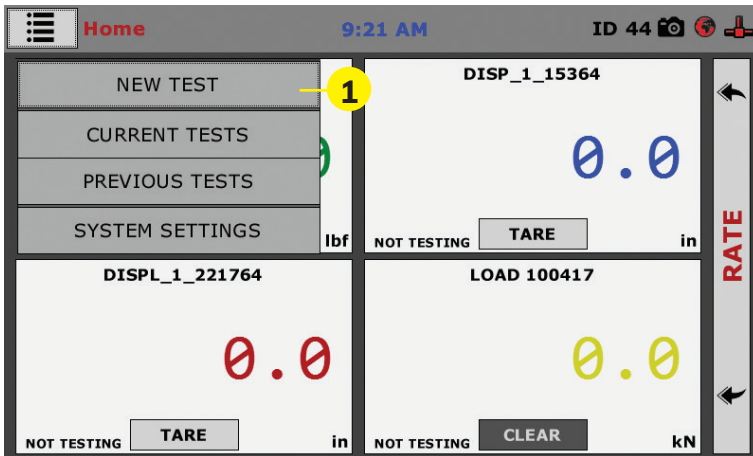 Home 9:21 AM ID 44
NEW TEST 1
CURRENT TESTS
PREVIOUS TESTS
SYSTEM SETTINGS
lbf
DISP_1_15364
0.0
NOT TESTING TARE in
DISPL_1_221764
0.0
NOT TESTING TARE in
LOAD 100417
0.0
NOT TESTING CLEAR kN
RATE